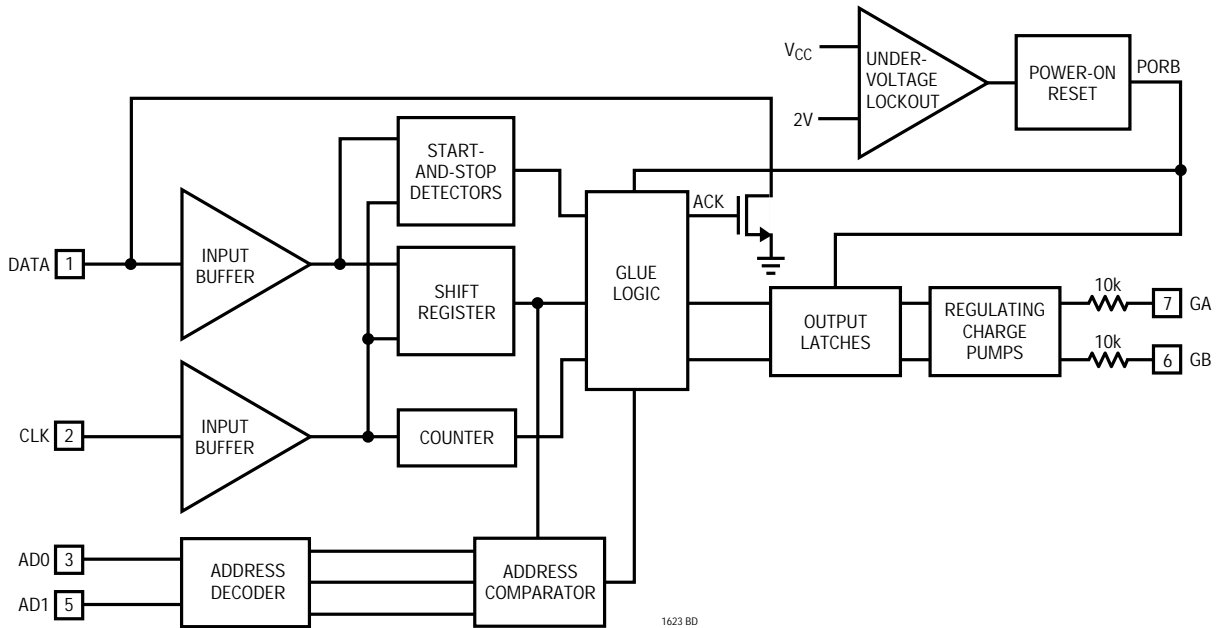 V_CC
2V
UNDER-
VOLTAGE
LOCKOUT
POWER-ON
RESET
PORB
START-
AND-STOP
DETECTORS
ACK
DATA
1
INPUT
BUFFER
SHIFT
REGISTER
GLUE
LOGIC
OUTPUT
LATCHES
REGULATING
CHARGE
PUMPS
10k
7
GA
10k
6
GB
CLK
2
INPUT
BUFFER
COUNTER
AD0
3
AD1
5
ADDRESS
DECODER
ADDRESS
COMPARATOR
1623 BD